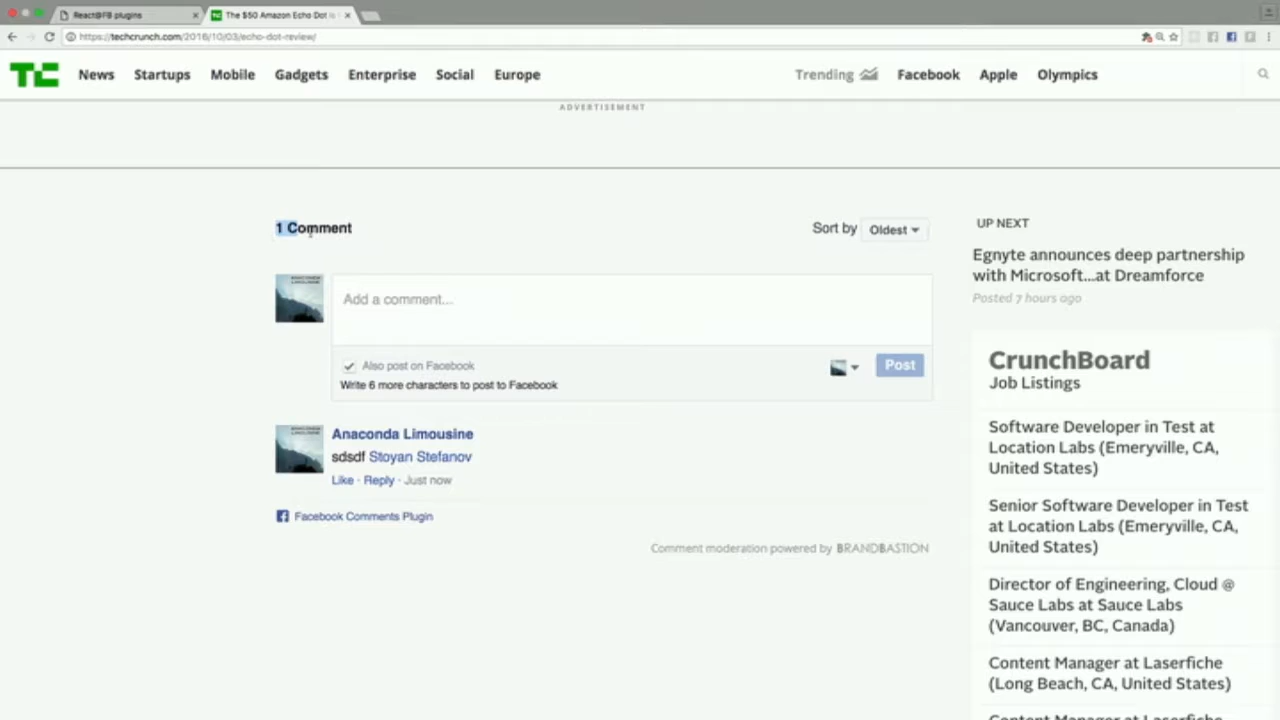 React@FB plugins
The $50 Amazon Echo Dot is
https://techcrunch.com/2016/10/03/echo-dot-review/
TC News Startups Mobile Gadgets Enterprise Social Europe Trending Facebook Apple Olympics
ADVERTISEMENT
1 Comment
Sort by Oldest
Add a comment...
Also post on Facebook
Post
Write 6 more characters to post to Facebook
Anaconda Limousine
sdsdf Stoyan Stefanov
Like · Reply · Just now
Facebook Comments Plugin
Comment moderation powered by BRANDBASTION
UP NEXT
Egnyte announces deep partnership
with Microsoft...at Dreamforce
Posted 7 hours ago
CrunchBoard
Job Listings
Software Developer in Test at
Location Labs (Emeryville, CA,
United States)
Senior Software Developer in Test
at Location Labs (Emeryville, CA,
United States)
Director of Engineering, Cloud @
Sauce Labs at Sauce Labs
(Vancouver, BC, Canada)
Content Manager at Laserfiche
(Long Beach, CA, United States)
Content Manager at Laserfiche